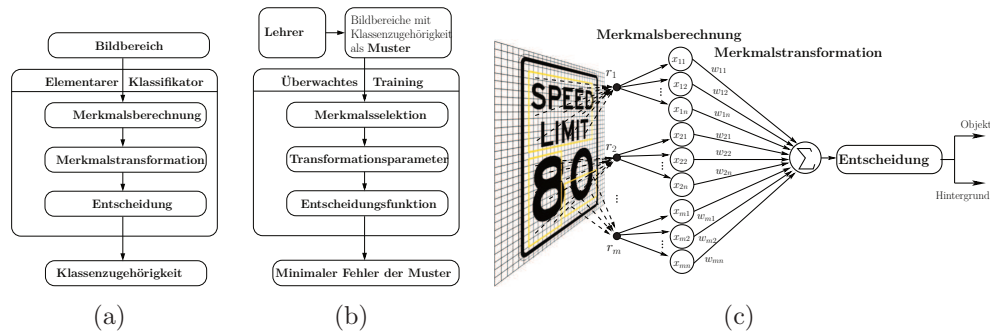 Bildbereich
Elementarer Klassifikator
Merkmalsberechnung
Merkmalstransformation
Entscheidung
Klassenzugehörigkeit
(a)
Lehrer
Bildbereiche mit
Klassenzugehörigkeit
als Muster
Überwachtes Training
Merkmalsselektion
Transformationsparameter
Entscheidungsfunktion
Minimaler Fehler der Muster
(b)
Merkmalsberechnung
Merkmalstransformation
SPEED
LIMIT
80
r1
r2
⋮
rm
x11
x12
⋮
x1n
x21
x22
⋮
x2n
xm1
xm2
⋮
xmn
w11
w12
w1n
w21
w22
w2n
wm1
wm2
wmn
∑
Entscheidung
Objekt
Hintergrund
(c)